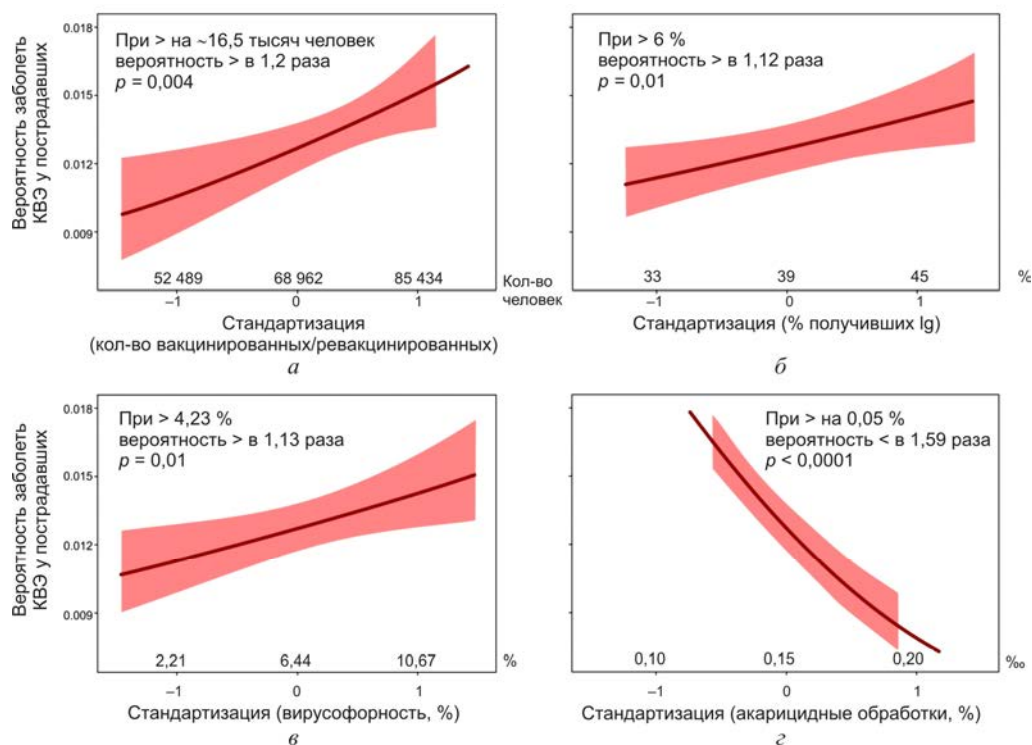 При > на ~16,5 тысяч человек
вероятность > в 1,2 раза
p = 0,004
Вероятность заболеть
КВЭ у пострадавших
0.018
0.015
0.012
0.009
52 489 68 962 85 434
Кол-во
человек
–1 0 1
Стандартизация
(кол-во вакцинированных/ревакцинированных)
а
При > 6 %
вероятность > в 1,12 раза
p = 0,01
33 39 45 %
–1 0 1
Стандартизация (% получивших Ig)
б
При > 4,23 %
вероятность > в 1,13 раза
p = 0,01
Вероятность заболеть
КВЭ у пострадавших
0.018
0.015
0.012
0.009
2,21 6,44 10,67 %
–1 0 1
Стандартизация (вирусофорность, %)
в
При > на 0,05 %
вероятность < в 1,59 раза
p < 0,0001
0,10 0,15 0,20 ‰
–1 0 1
Стандартизация (акарицидные обработки, %)
г